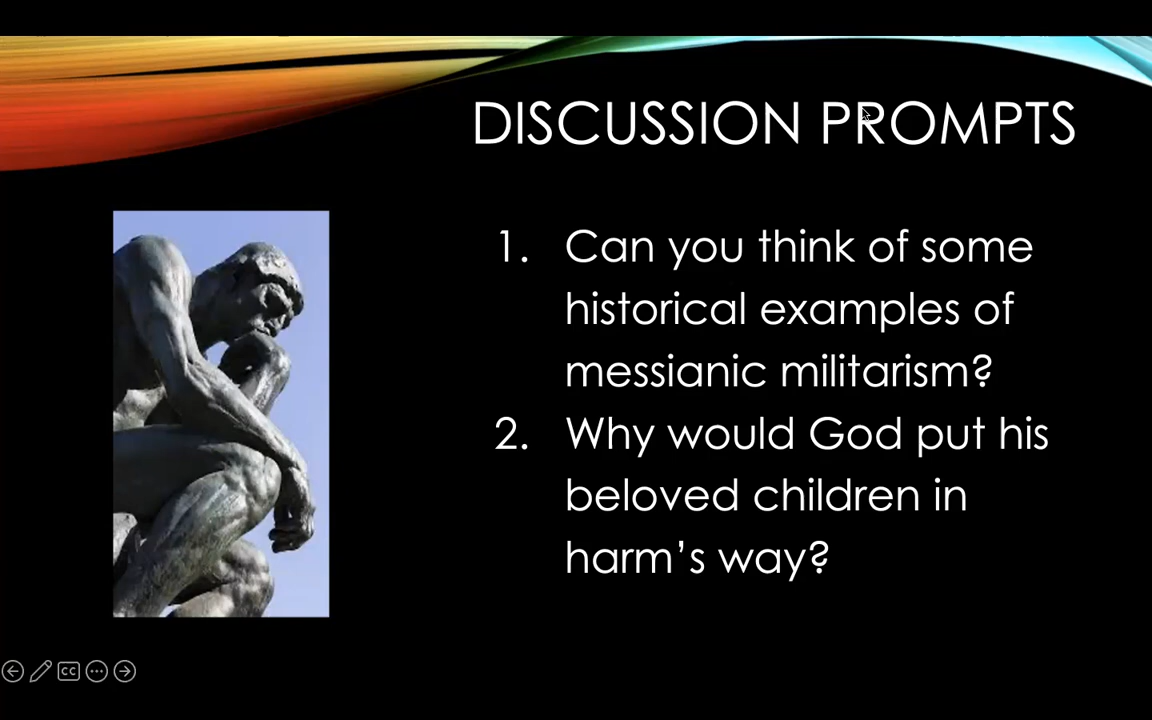 DISCUSSION PROMPTS
1. Can you think of some
historical examples of
messianic militarism?
2. Why would God put his
beloved children in
harm’s way?
CC